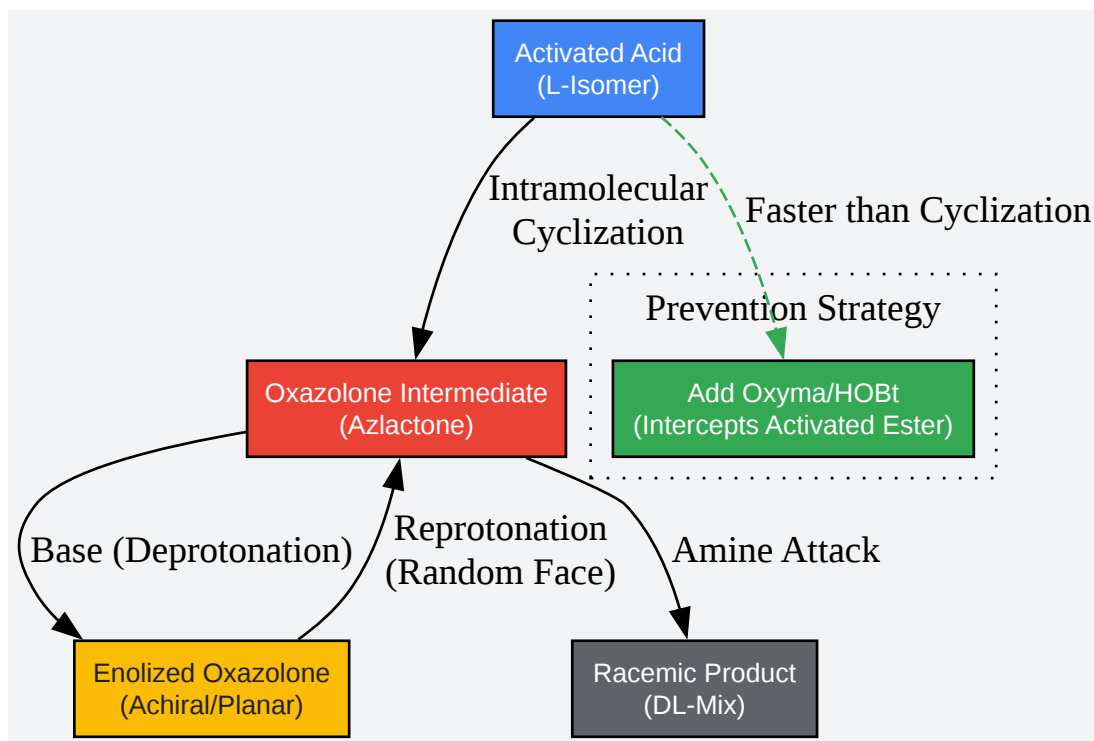 Activated Acid
(L-Isomer)
Intramolecular
Cyclization
Faster than Cyclization
Prevention Strategy
Oxazolone Intermediate
(Azlactone)
Add Oxyma/HOBt
(Intercepts Activated Ester)
Base (Deprotonation)
Reprotonation
(Random Face)
Amine Attack
Enolized Oxazolone
(Achiral/Planar)
Racemic Product
(DL-Mix)